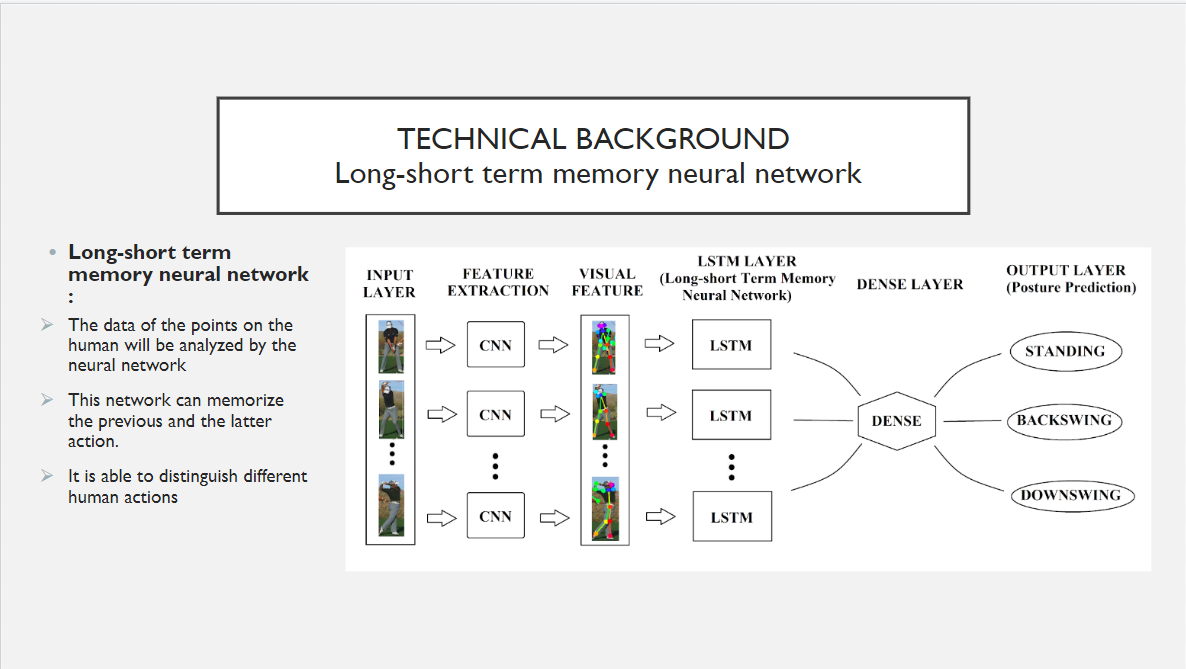 TECHNICAL BACKGROUND
Long-short term memory neural network
Long-short term
memory neural network
:
The data of the points on the
human will be analyzed by the
neural network
This network can memorize
the previous and the latter
action.
It is able to distinguish different
human actions
INPUT
LAYER
FEATURE
EXTRACTION
VISUAL
FEATURE
LSTM LAYER
(Long-short Term Memory
Neural Network)
DENSE LAYER
OUTPUT LAYER
(Posture Prediction)
CNN
LSTM
STANDING
CNN
LSTM
DENSE
BACKSWING
CNN
LSTM
DOWNSWING